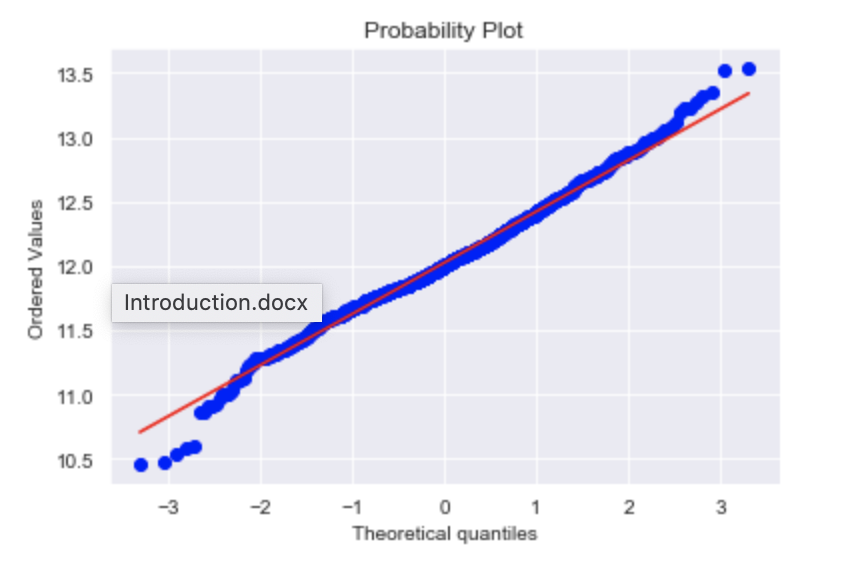 Probability Plot
13.5
13.0
12.5
12.0
11.5
11.0
10.5
Ordered Values
Introduction.docx
−3 −2 −1 0 1 2 3
Theoretical quantiles